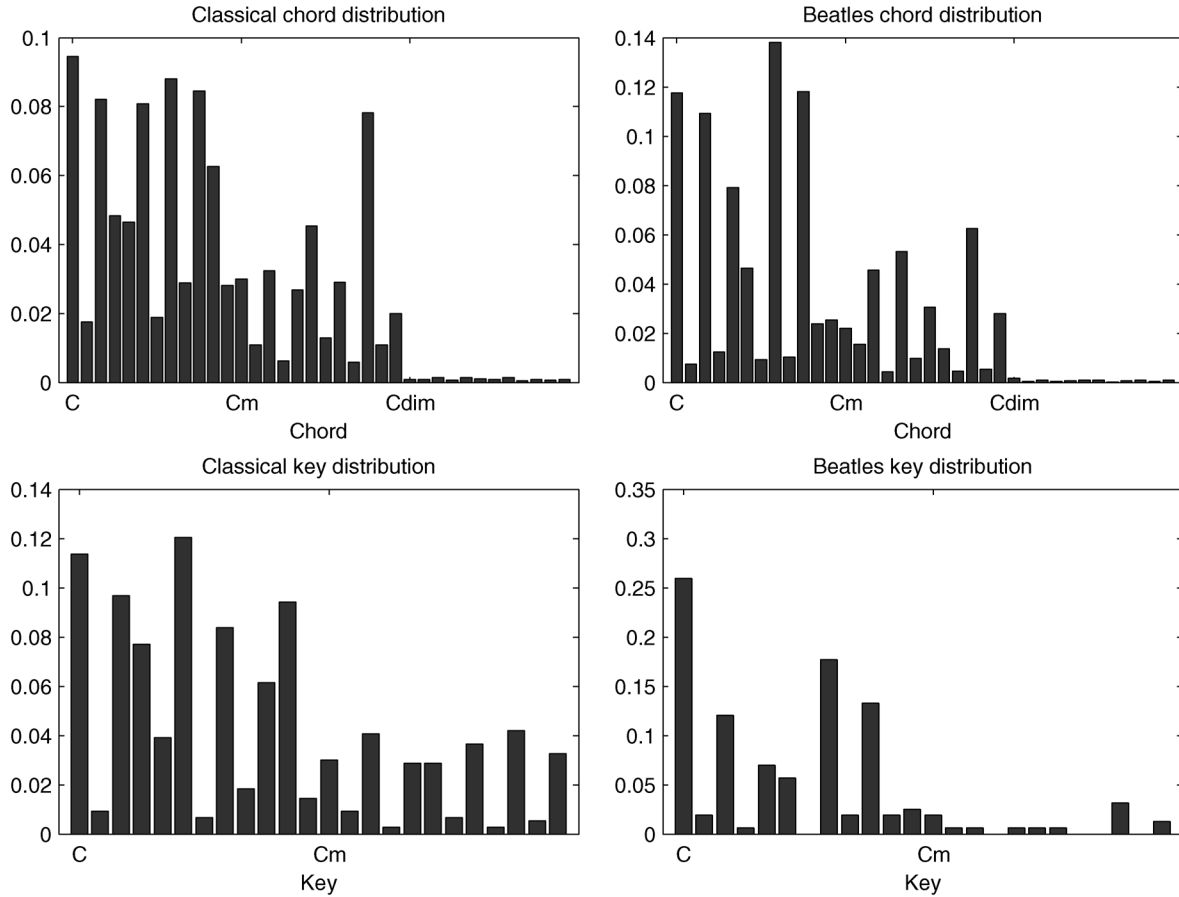 Classical chord distribution
0.1
0.08
0.06
0.04
0.02
0
C Cm Cdim
Chord
Beatles chord distribution
0.14
0.12
0.1
0.08
0.06
0.04
0.02
0
C Cm Cdim
Chord
Classical key distribution
0.14
0.12
0.1
0.08
0.06
0.04
0.02
0
C Cm
Key
Beatles key distribution
0.35
0.3
0.25
0.2
0.15
0.1
0.05
0
C Cm
Key